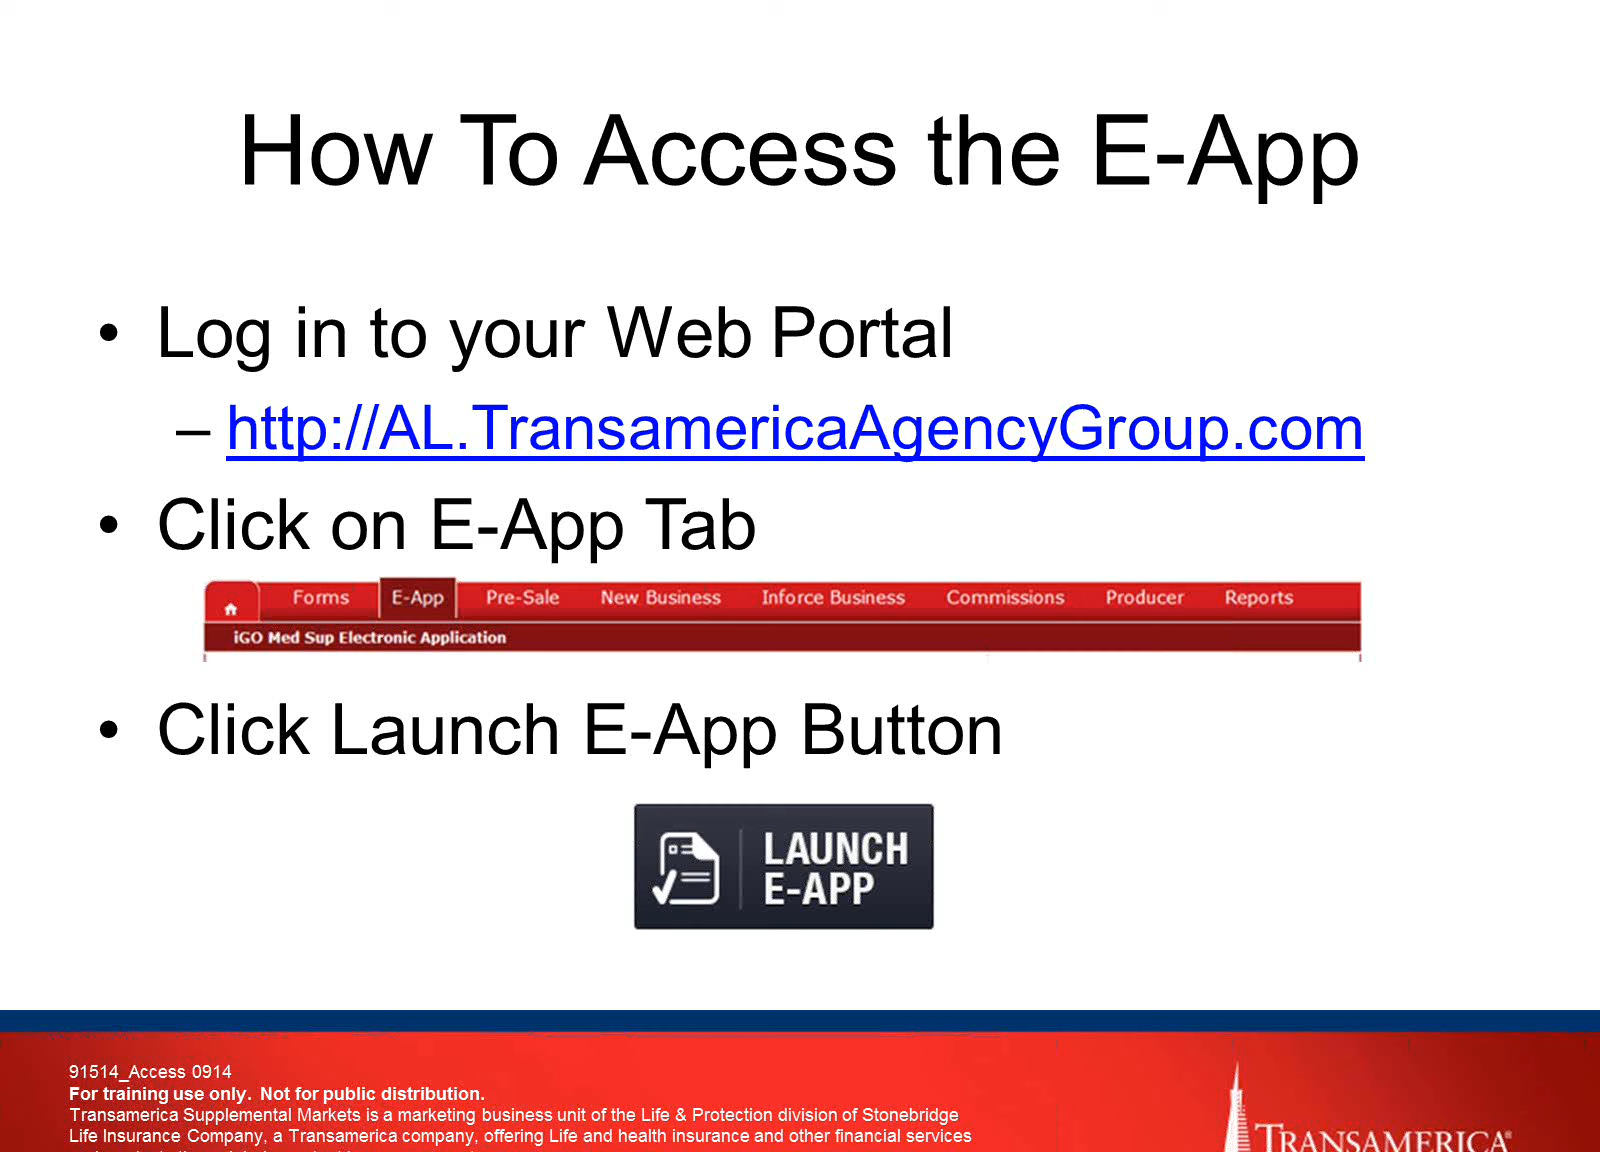 How To Access the E-App
• Log in to your Web Portal
– http://AL.TransamericaAgencyGroup.com
• Click on E-App Tab
Forms E-App Pre-Sale New Business Inforce Business Commissions Producer Reports
iGO Med Sup Electronic Application
• Click Launch E-App Button
LAUNCH
E-APP
91514_Access 0914
For training use only. Not for public distribution.
Transamerica Supplemental Markets is a marketing business unit of the Life & Protection division of Stonebridge
Life Insurance Company, a Transamerica company, offering Life and health insurance and other financial services
TRANSAMERICA®